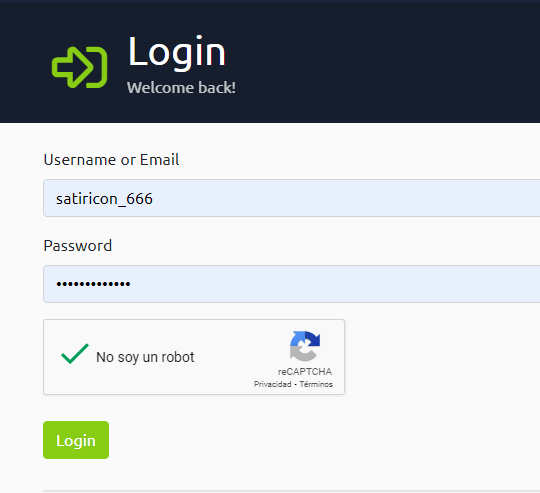 Login
Welcome back!
Username or Email
satiricon_666
Password
•••••••••••••
No soy un robot
reCAPTCHA
Privacidad - Términos
Login